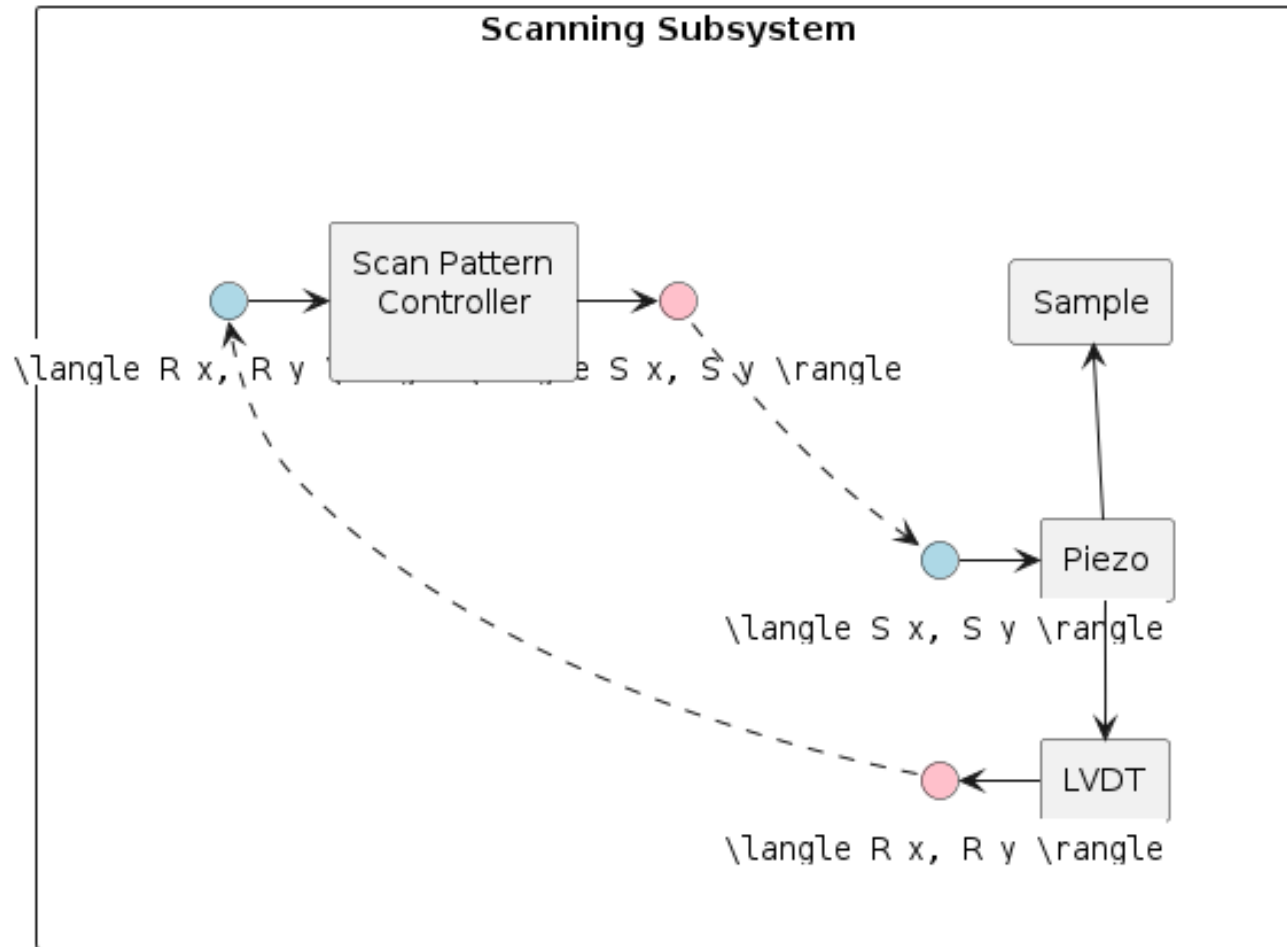 Scanning Subsystem
Scan Pattern
Controller
Sample
\langle R x, R y
e S x, S y \rangle
Piezo
\langle S x, S y \rangle
LVDT
\langle R x, R y \rangle